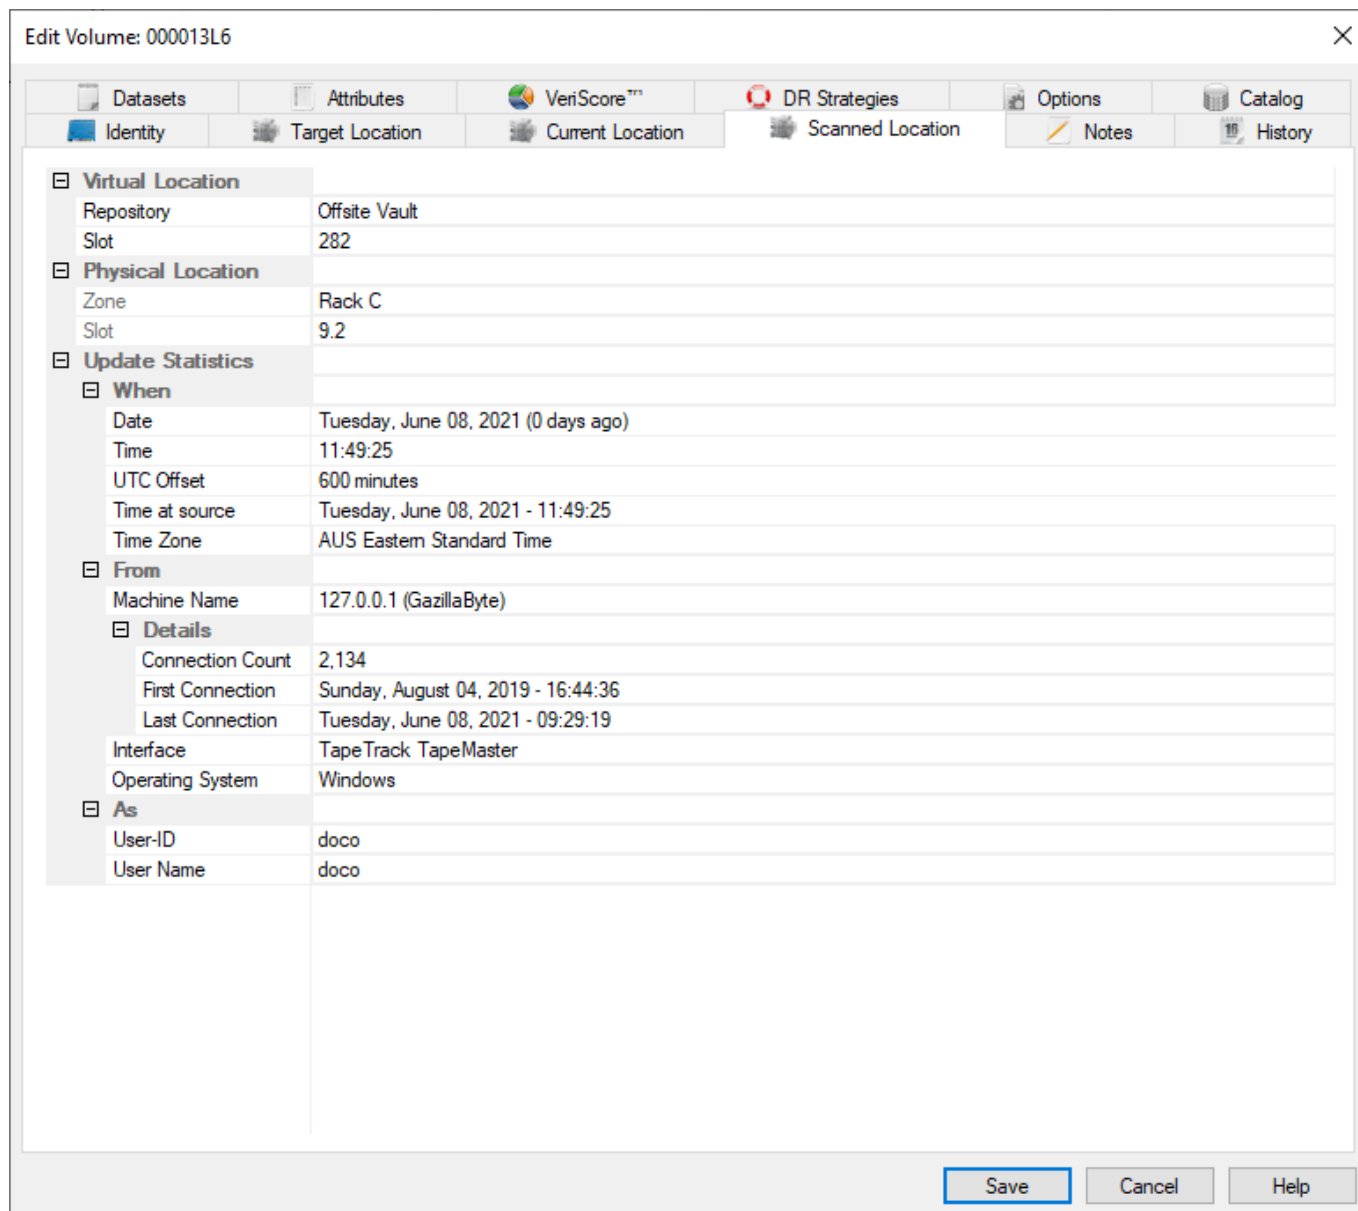 Edit Volume: 000013L6
Datasets Attributes VeriScore™ DR Strategies Options Catalog
Identity Target Location Current Location Scanned Location Notes 16 History
Virtual Location
Repository Offsite Vault
Slot 282
Physical Location
Zone Rack C
Slot 9.2
Update Statistics
When
Date Tuesday, June 08, 2021 (0 days ago)
Time 11:49:25
UTC Offset 600 minutes
Time at source Tuesday, June 08, 2021 - 11:49:25
Time Zone AUS Eastern Standard Time
From
Machine Name 127.0.0.1 (GazillaByte)
Details
Connection Count 2,134
First Connection Sunday, August 04, 2019 - 16:44:36
Last Connection Tuesday, June 08, 2021 - 09:29:19
Interface TapeTrack TapeMaster
Operating System Windows
As
User-ID doco
User Name doco
Save Cancel Help